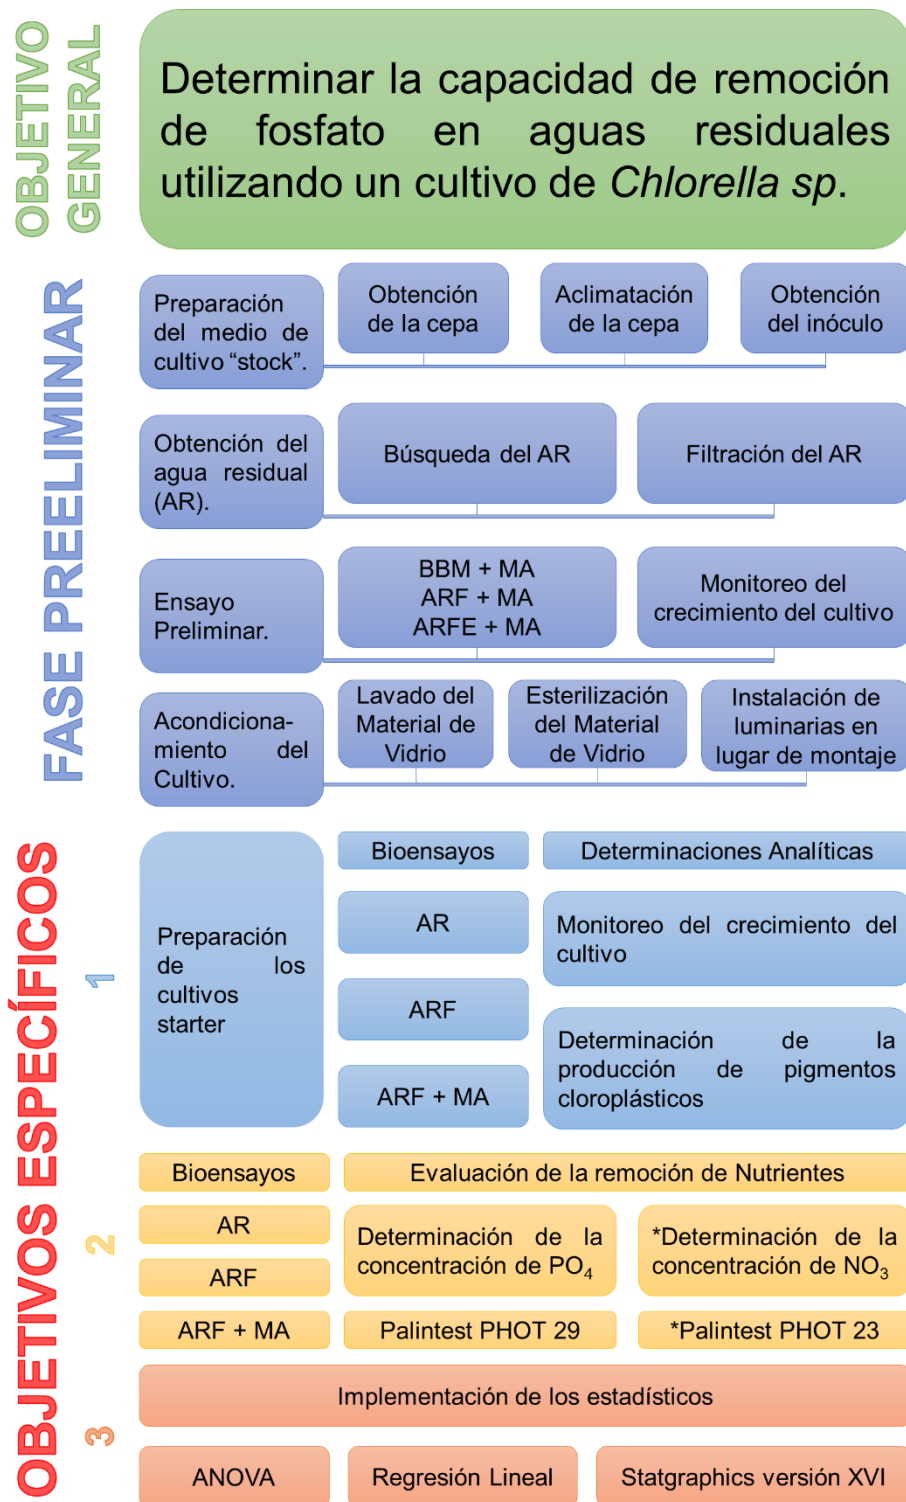 OBJETIVO
GENERAL
Determinar la capacidad de remoción
de fosfato en aguas residuales
utilizando un cultivo de Chlorella sp.
FASE PREELIMINAR
Preparación
del medio de
cultivo “stock”.
Obtención
de la cepa
Aclimatación
de la cepa
Obtención
del inóculo
Obtención del
agua residual
(AR).
Búsqueda del AR
Filtración del AR
Ensayo
Preliminar.
BBM + MA
ARF + MA
ARFE + MA
Monitoreo del
crecimiento del cultivo
Acondiciona-
miento del
Cultivo.
Lavado del
Material de
Vidrio
Esterilización
del Material
de Vidrio
Instalación de
luminarias en
lugar de montaje
OBJETIVOS ESPECÍFICOS
1
Preparación
de los
cultivos
starter
Bioensayos
AR
ARF
ARF + MA
Determinaciones Analíticas
Monitoreo del crecimiento del
cultivo
Determinación de la
producción de pigmentos
cloroplásticos
2
Bioensayos
AR
ARF
ARF + MA
Evaluación de la remoción de Nutrientes
Determinación de la
concentración de PO₄
*Determinación de la
concentración de NO₃
Palintest PHOT 29
*Palintest PHOT 23
3
Implementación de los estadísticos
ANOVA
Regresión Lineal
Statgraphics versión XVI